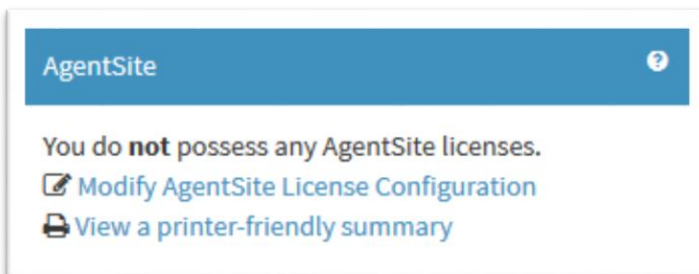 AgentSite
You do not possess any AgentSite licenses.
Modify AgentSite License Configuration
View a printer-friendly summary